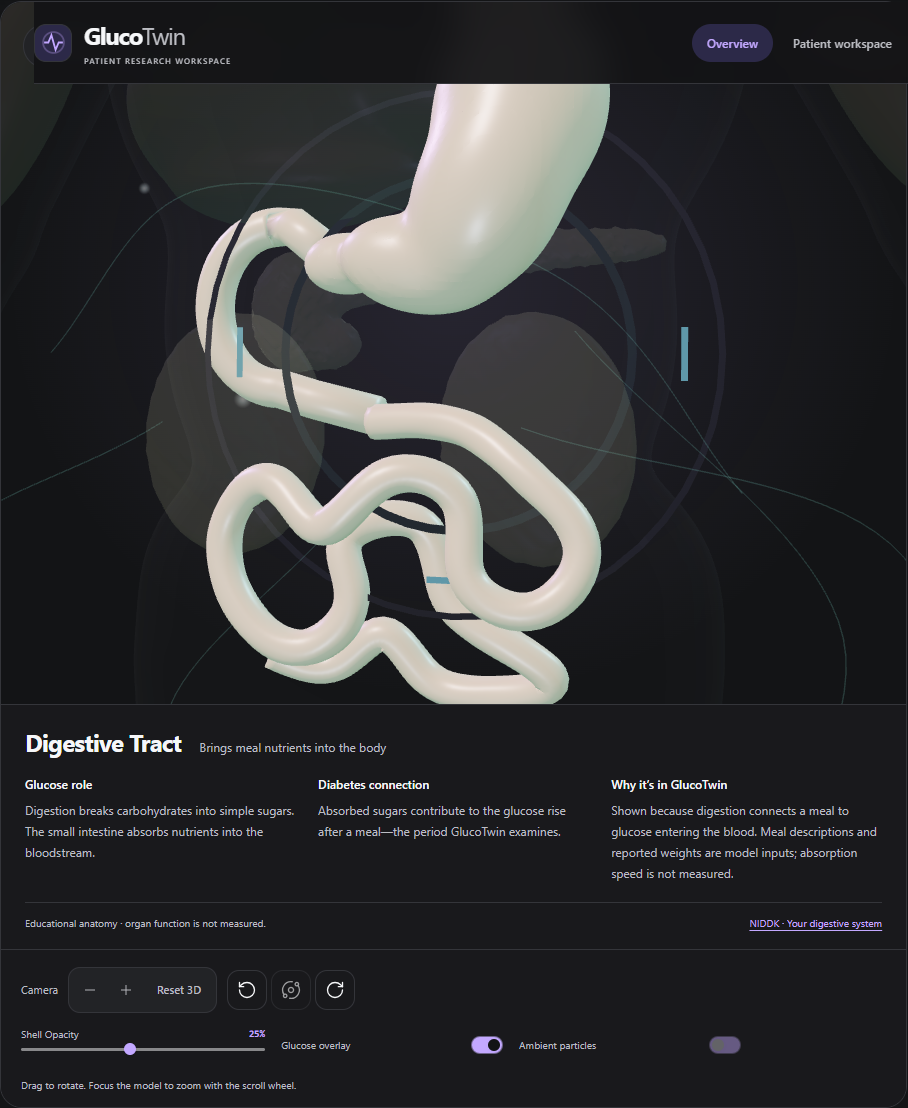 GlucoTwin
PATIENT RESEARCH WORKSPACE
Overview
Patient workspace
Digestive Tract
Brings meal nutrients into the body
Glucose role
Digestion breaks carbohydrates into simple sugars.
The small intestine absorbs nutrients into the
bloodstream.
Diabetes connection
Absorbed sugars contribute to the glucose rise
after a meal—the period GlucoTwin examines.
Why it's in GlucoTwin
Shown because digestion connects a meal to
glucose entering the blood. Meal descriptions and
reported weights are model inputs; absorption
speed is not measured.
Educational anatomy · organ function is not measured.
NIDDK · Your digestive system
Camera
Reset 3D
Shell Opacity
25%
Glucose overlay
Ambient particles
Drag to rotate. Focus the model to zoom with the scroll wheel.